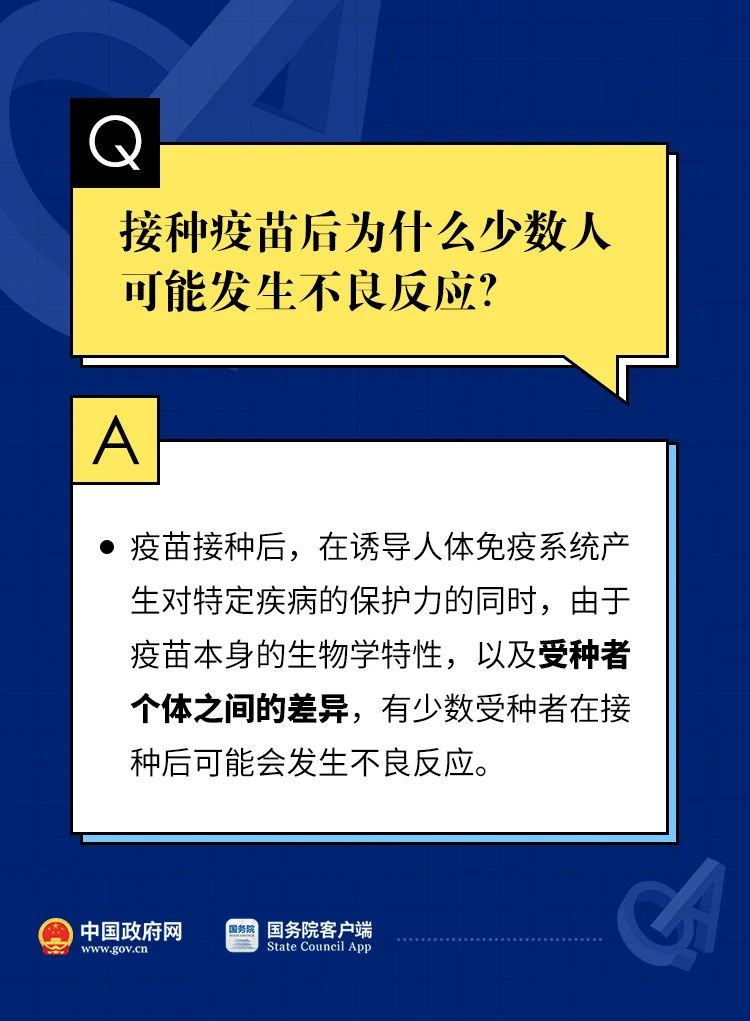 Q
接种疫苗后为什么少数人
可能发生不良反应?
A
● 疫苗接种后，在诱导人体免疫系统产
生对特定疾病的保护力的同时，由于
疫苗本身的生物学特性，以及受种者
个体之间的差异，有少数受种者在接
种后可能会发生不良反应。
中国政府网
www.gov.cn
国务院
国务院客户端
State Council App
QA